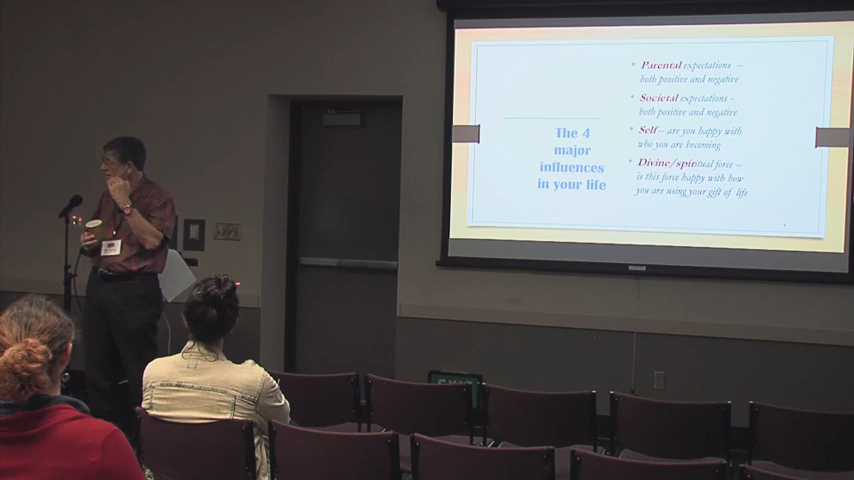 The 4
major
influences
in your life
• Parental expectations –
both positive and negative
• Societal expectations -
both positive and negative
• Self – are you happy with
who you are becoming
• Divine/spiritual force –
is this force happy with how
you are using your gift of life